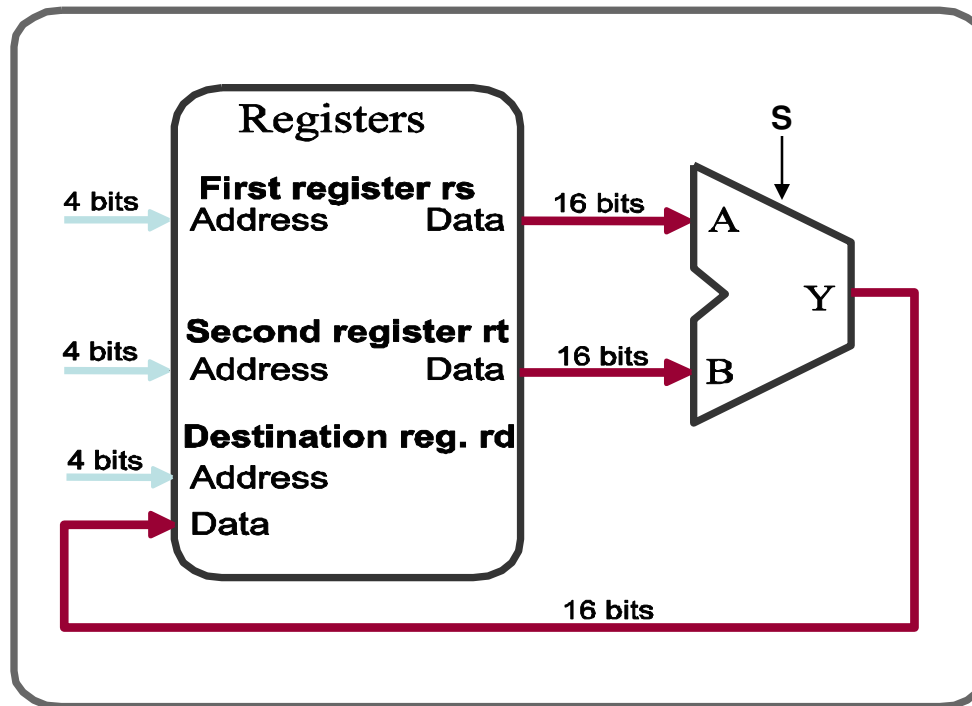 Registers
S
First register rs
4 bits
Address Data
16 bits
A
Y
Second register rt
4 bits
Address Data
16 bits
B
Destination reg. rd
4 bits
Address
Data
16 bits